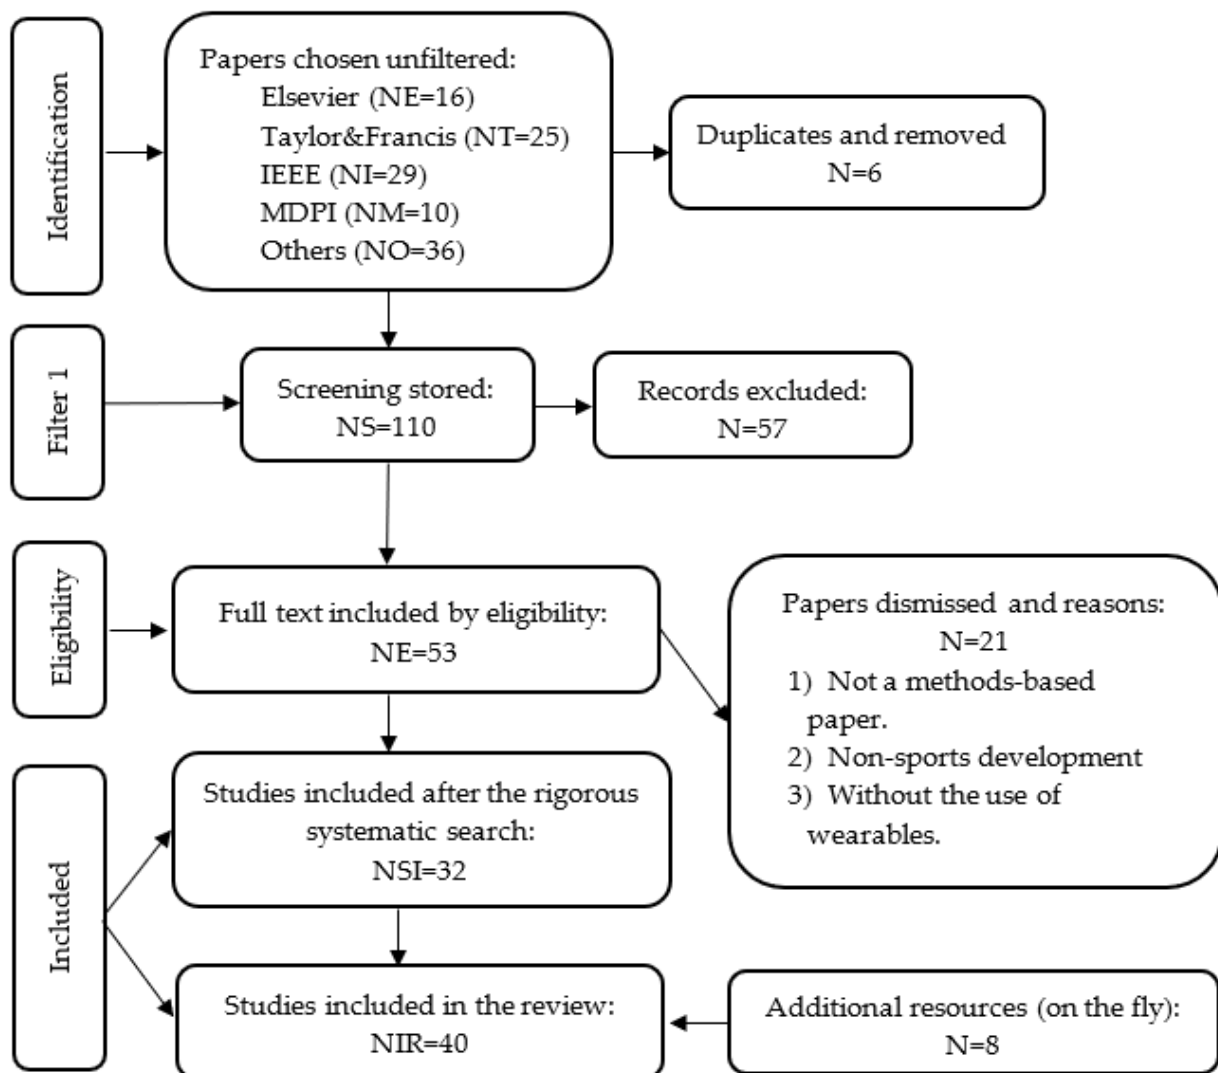 Identification
Papers chosen unfiltered:
Elsevier (NE=16)
Taylor&Francis (NT=25)
IEEE (NI=29)
MDPI (NM=10)
Others (NO=36)
Duplicates and removed
N=6
Filter 1
Screening stored:
NS=110
Records excluded:
N=57
Eligibility
Full text included by eligibility:
NE=53
Papers dismissed and reasons:
N=21
1) Not a methods-based
paper.
2) Non-sports development
3) Without the use of
wearables.
Included
Studies included after the rigorous
systematic search:
NSI=32
Studies included in the review:
NIR=40
Additional resources (on the fly):
N=8